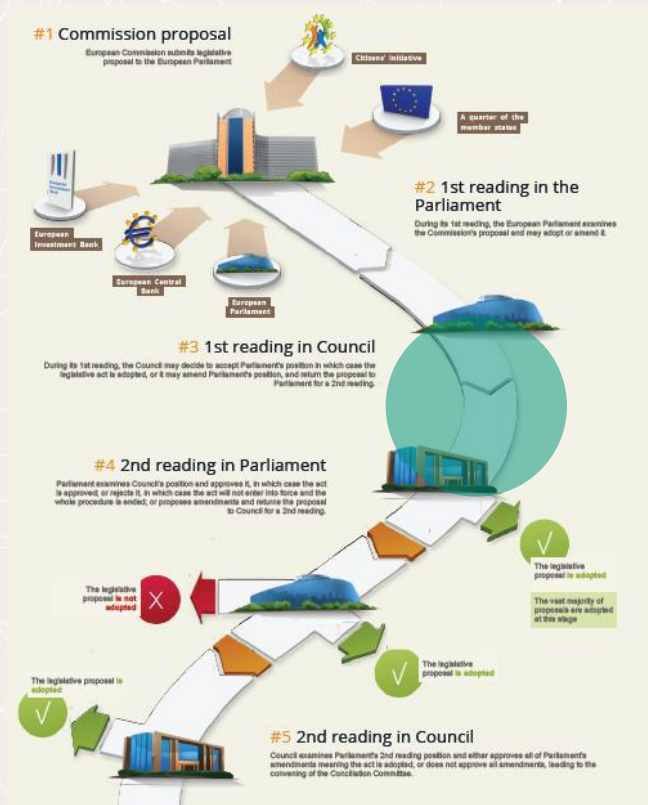 #1 Commission proposal
European Commission submits legislative
proposal to the European Parliament
Citizens' initiative
A quarter of the
member states
European
Investment
Bank
European
Investment Bank
European Central
Bank
European
Parliament
#2 1st reading in the
Parliament
During its 1st reading, the European Parliament examines
the Commission's proposal and may adopt or amend it.
#3 1st reading in Council
During its 1st reading, the Council may decide to accept Parliament's position in which case the
legislative act is adopted, or it may amend Parliament's position, and return the proposal to
Parliament for a 2nd reading.
#4 2nd reading in Parliament
Parliament examines Council's position and approves it, in which case the act
is approved; or rejects it, in which case the act will not enter into force and the
whole procedure is ended; or proposes amendments and returns the proposal
to Council for a 2nd reading.
The legislative
proposal is adopted
The vast majority of
proposals are adopted
at this stage
The legislative
proposal is not
adopted
X
The legislative
proposal is adopted
The legislative proposal is
adopted
#5 2nd reading in Council
Council examines Parliament's 2nd reading position and either approves all of Parliament's
amendments meaning the act is adopted, or does not approve all amendments, leading to the
convening of the Conciliation Committee.